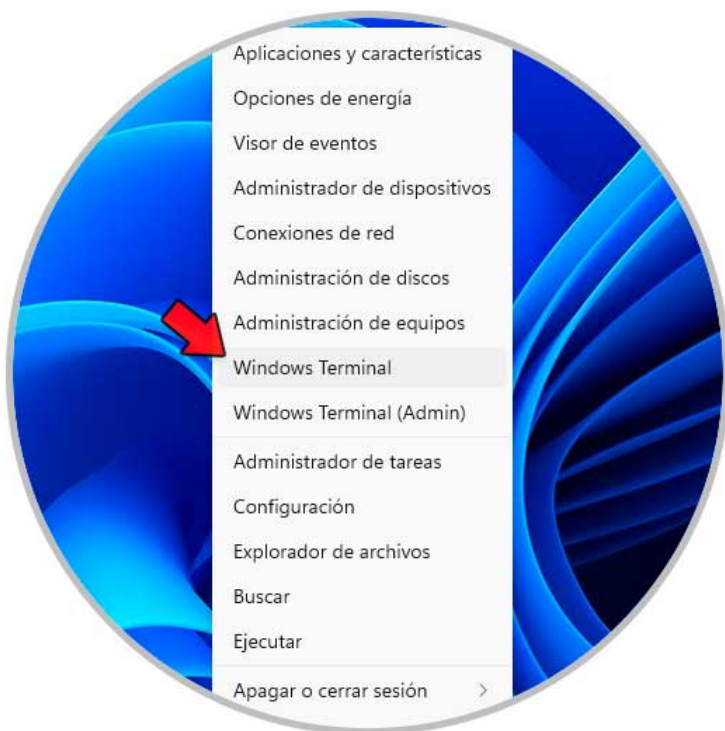 Aplicaciones y características
Opciones de energía
Visor de eventos
Administrador de dispositivos
Conexiones de red
Administración de discos
Administración de equipos
Windows Terminal
Windows Terminal (Admin)
Administrador de tareas
Configuración
Explorador de archivos
Buscar
Ejecutar
Apagar o cerrar sesión